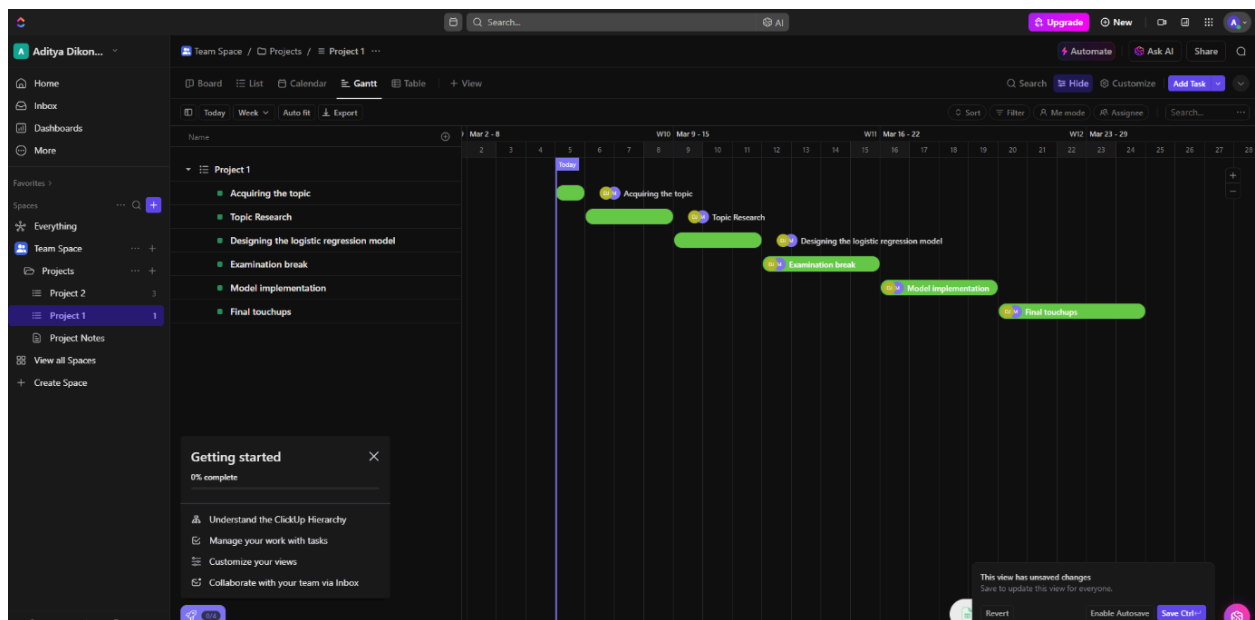 Search...
AI
Upgrade
New
A
A Aditya Dikon...
Team Space / Projects / Project 1 ...
Automate
Ask AI
Share
Home
Inbox
Dashboards
More
Favorites >
Spaces
Everything
Team Space
Projects
Project 2 3
Project 1 1
Project Notes
View all Spaces
Create Space
Board List Calendar Gantt Table + View
Search Hide Customize Add Task
Today Week Auto fit Export
Sort Filter Me mode Assignee Search...
Name
Mar 2 - 8 W10 Mar 9 - 15 W11 Mar 16 - 22 W12 Mar 23 - 29
2 3 4 5 6 7 8 9 10 11 12 13 14 15 16 17 18 19 20 21 22 23 24 25 26 27 28
Today
Project 1
Acquiring the topic
DJ M Acquiring the topic
Topic Research
DJ M Topic Research
Designing the logistic regression model
DJ M Designing the logistic regression model
Examination break
DJ M Examination break
Model implementation
DJ M Model implementation
Final touchups
DJ M Final touchups
Getting started
0% complete
Understand the ClickUp Hierarchy
Manage your work with tasks
Customize your views
Collaborate with your team via Inbox
0/4
This view has unsaved changes
Save to update this view for everyone.
Revert Enable Autosave Save Ctrl↵